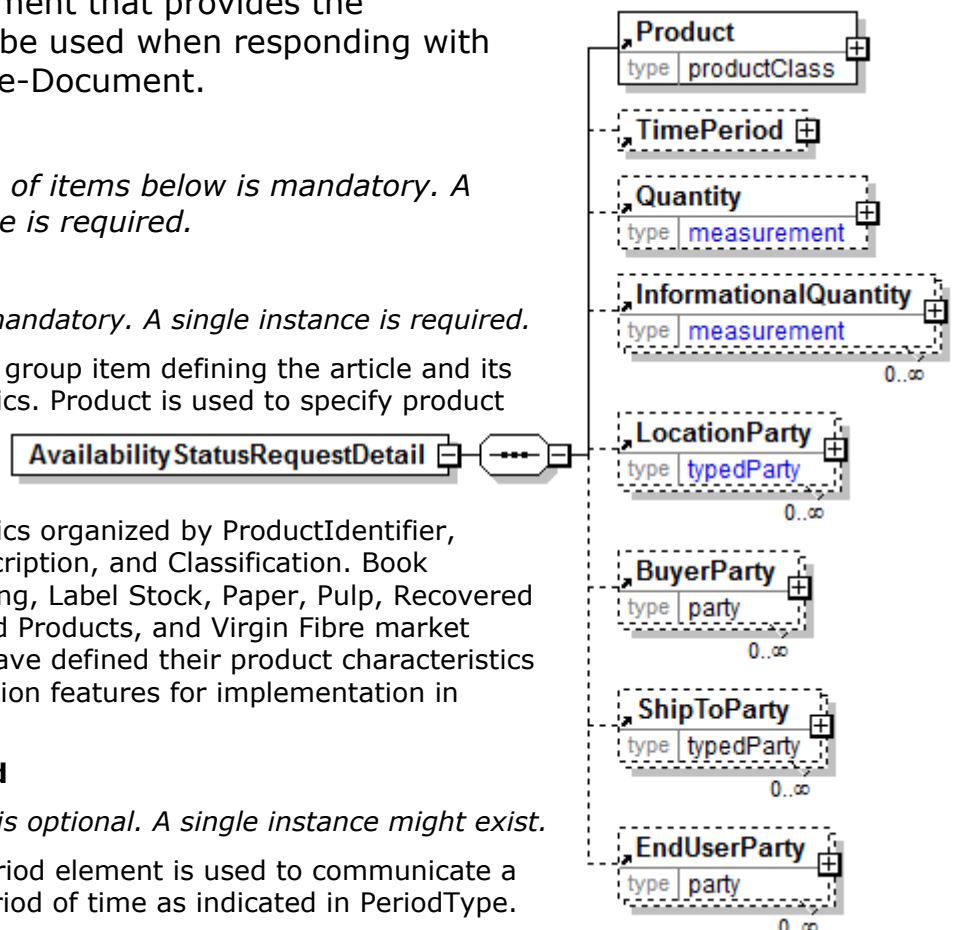 ment that provides the
be used when responding with
e-Document.
of items below is mandatory. A
e is required.
mandatory. A single instance is required.
group item defining the article and its
ics. Product is used to specify product
AvailabilityStatusRequestDetail
ics organized by ProductIdentifier,
cription, and Classification. Book
ing, Label Stock, Paper, Pulp, Recovered
d Products, and Virgin Fibre market
ave defined their product characteristics
ion features for implementation in
d
is optional. A single instance might exist.
riod element is used to communicate a
riod of time as indicated in PeriodType.
Product
type productClass
TimePeriod
Quantity
type measurement
InformationalQuantity
type measurement
0..∞
LocationParty
type typedParty
0..∞
BuyerParty
type party
0..∞
ShipToParty
type typedParty
0..∞
EndUserParty
type party
0..∞